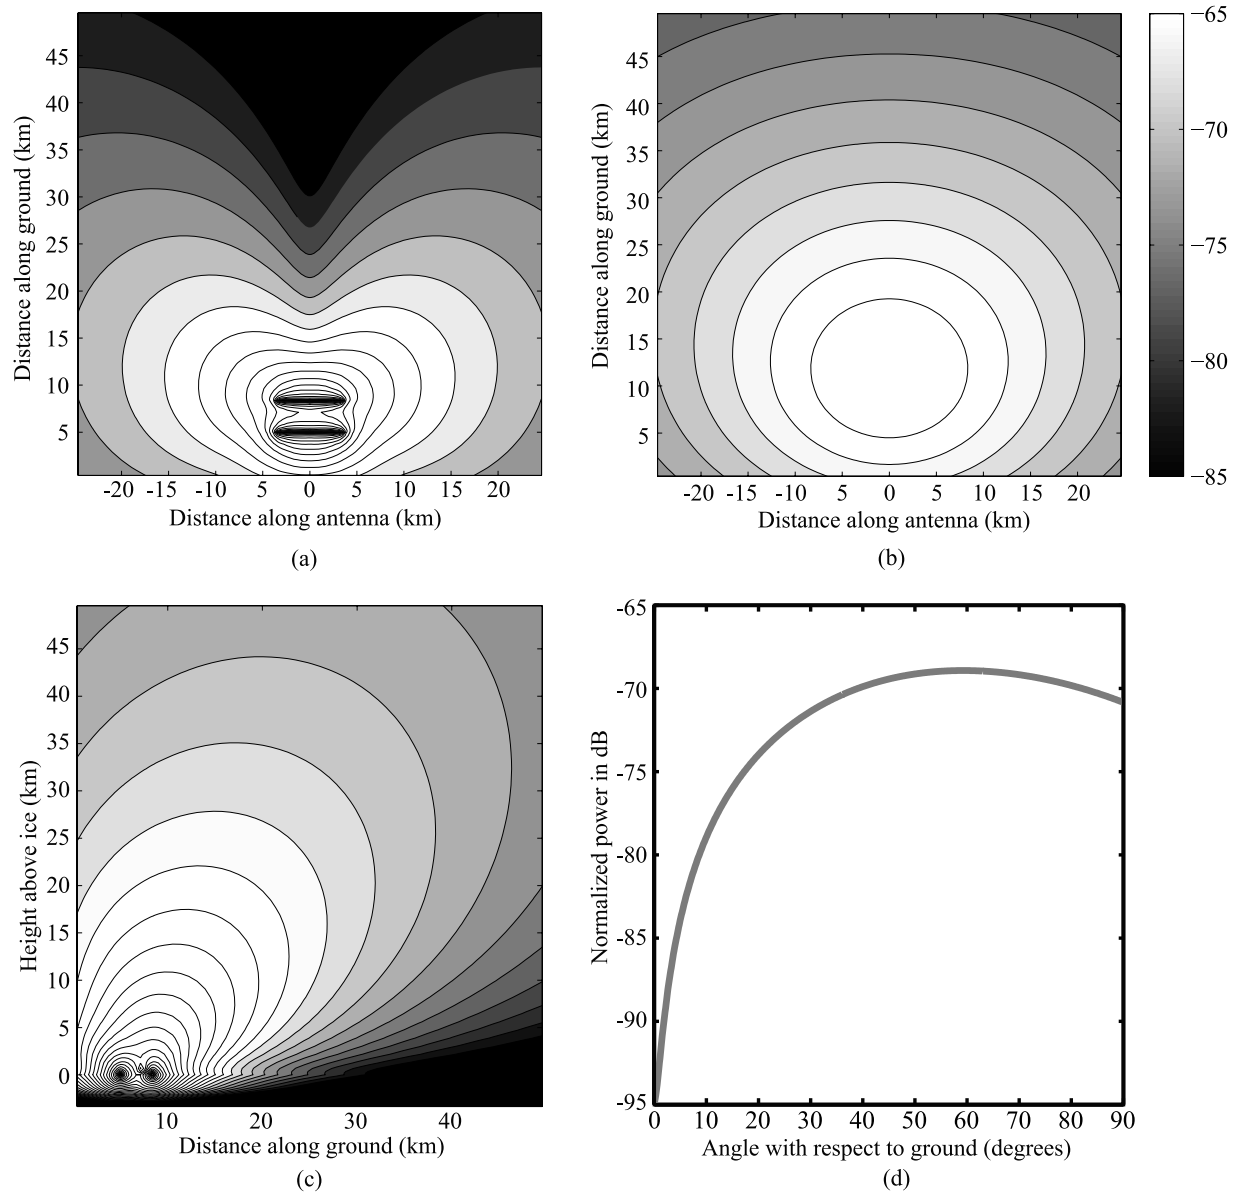 45
40
35
30
25
20
15
10
5
Distance along ground (km)
-20 -15 -10 5 0 5 10 15 20
Distance along antenna (km)
(a)
45
40
35
30
25
20
15
10
5
Distance along ground (km)
-20 -15 -10 -5 0 5 10 15 20
Distance along antenna (km)
(b)
−65
−70
−75
−80
−85
45
40
35
30
25
20
15
10
5
0
Height above ice (km)
10 20 30 40
Distance along ground (km)
(c)
-65
-70
-75
-80
-85
-90
-95
Normalized power in dB
0 10 20 30 40 50 60 70 80 90
Angle with respect to ground (degrees)
(d)